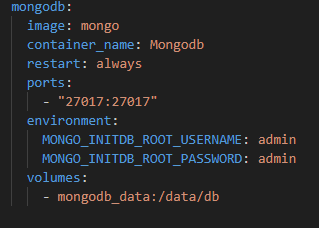 mongodb:
  image: mongo
  container_name: Mongodb
  restart: always
  ports:
    - "27017:27017"
  environment:
    MONGO_INITDB_ROOT_USERNAME: admin
    MONGO_INITDB_ROOT_PASSWORD: admin
  volumes:
    - mongodb_data:/data/db